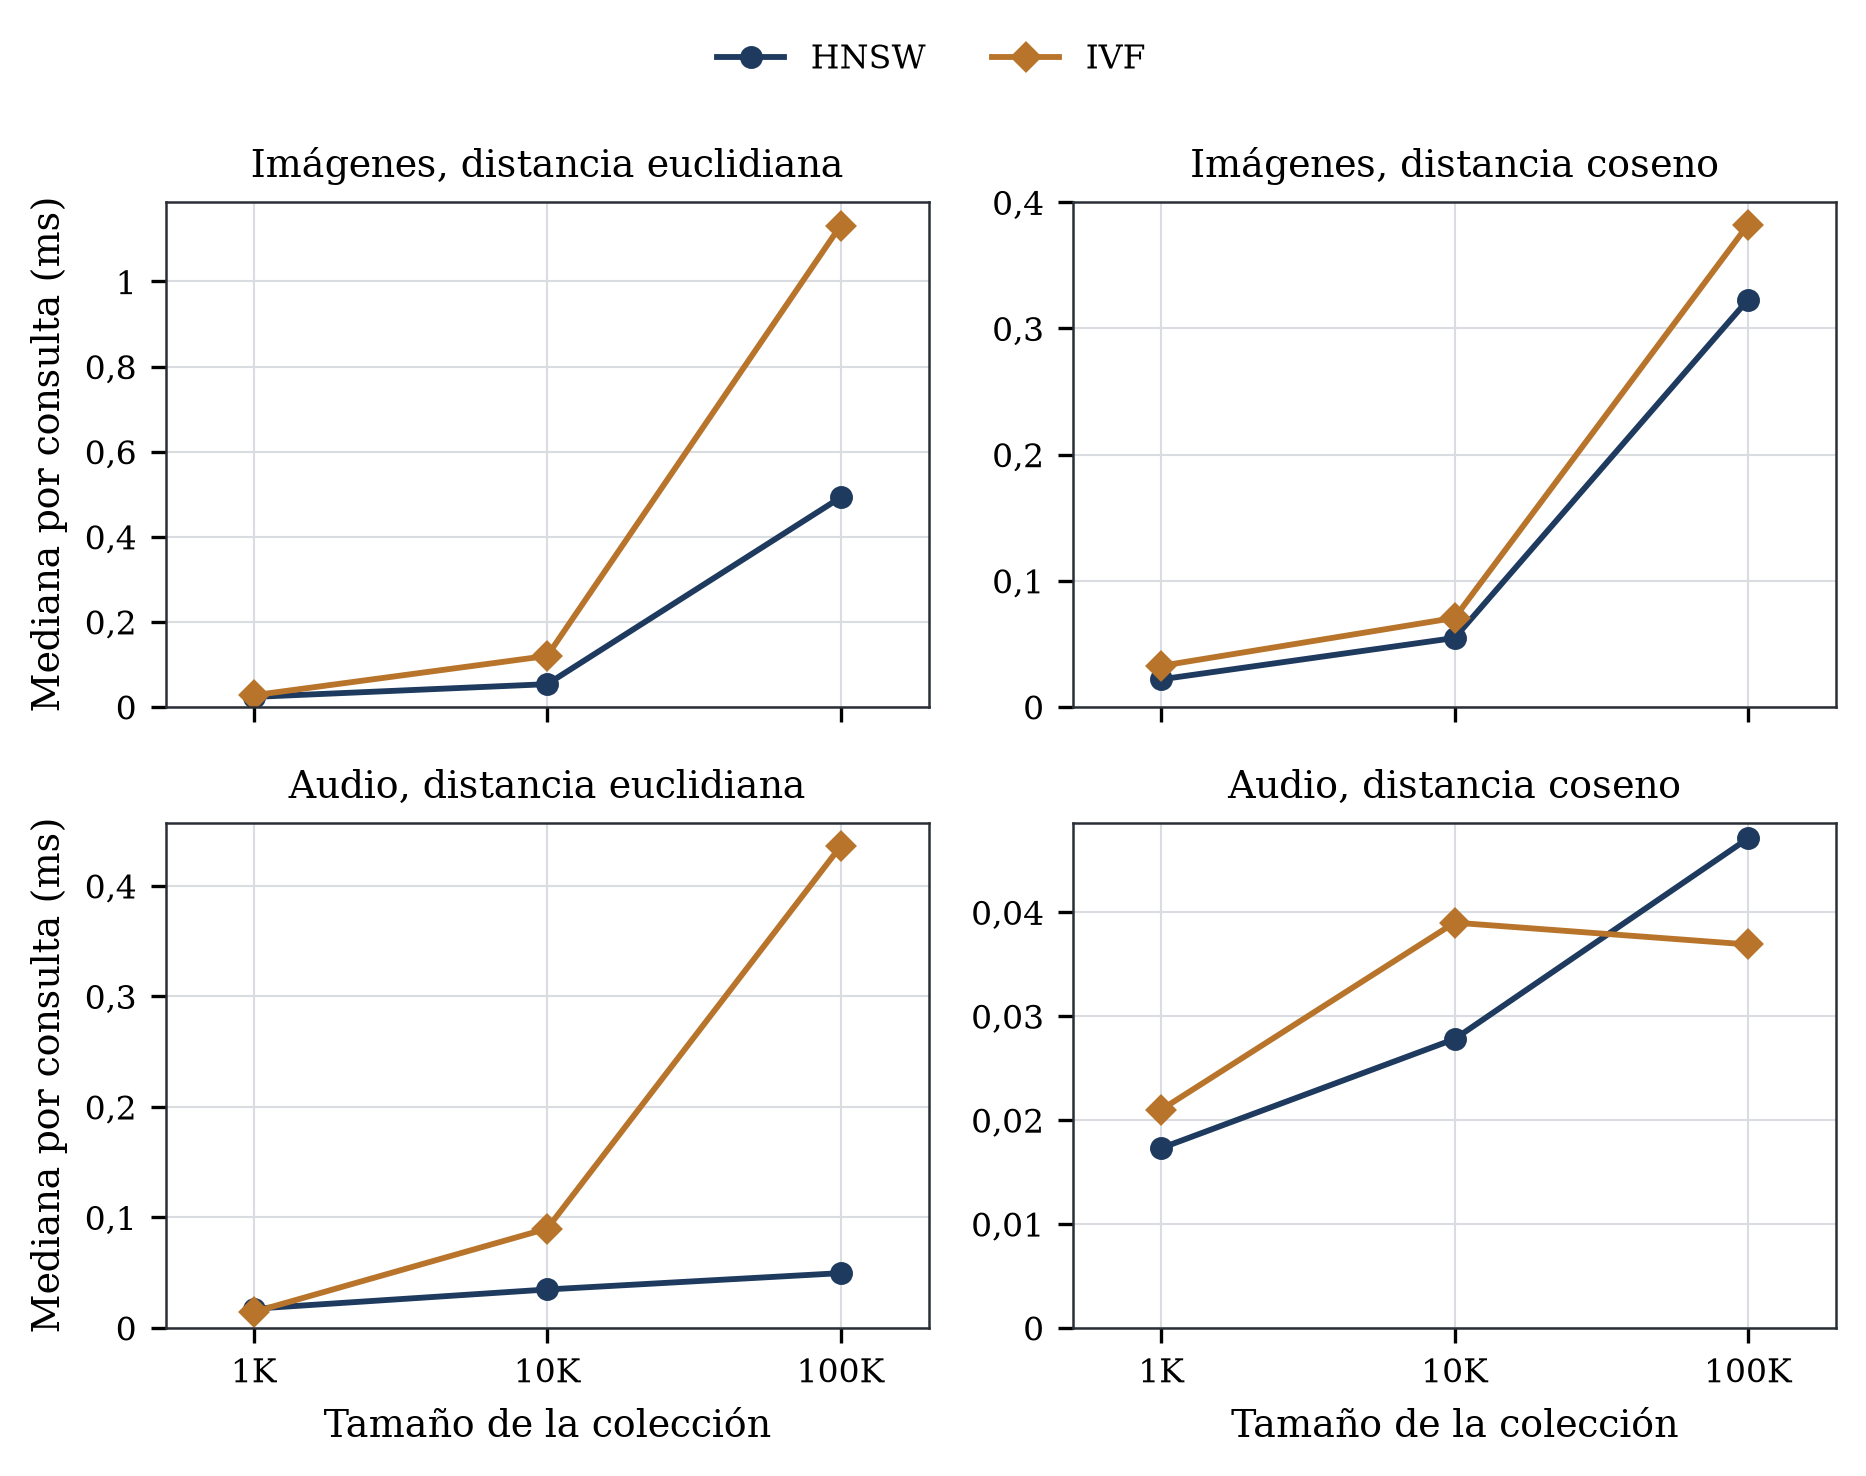 HNSW IVF
Imágenes, distancia euclidiana
Mediana por consulta (ms)
1
0,8
0,6
0,4
0,2
0
Imágenes, distancia coseno
0,4
0,3
0,2
0,1
0
Audio, distancia euclidiana
Mediana por consulta (ms)
0,4
0,3
0,2
0,1
0
1K 10K 100K
Tamaño de la colección
Audio, distancia coseno
0,04
0,03
0,02
0,01
0
1K 10K 100K
Tamaño de la colección